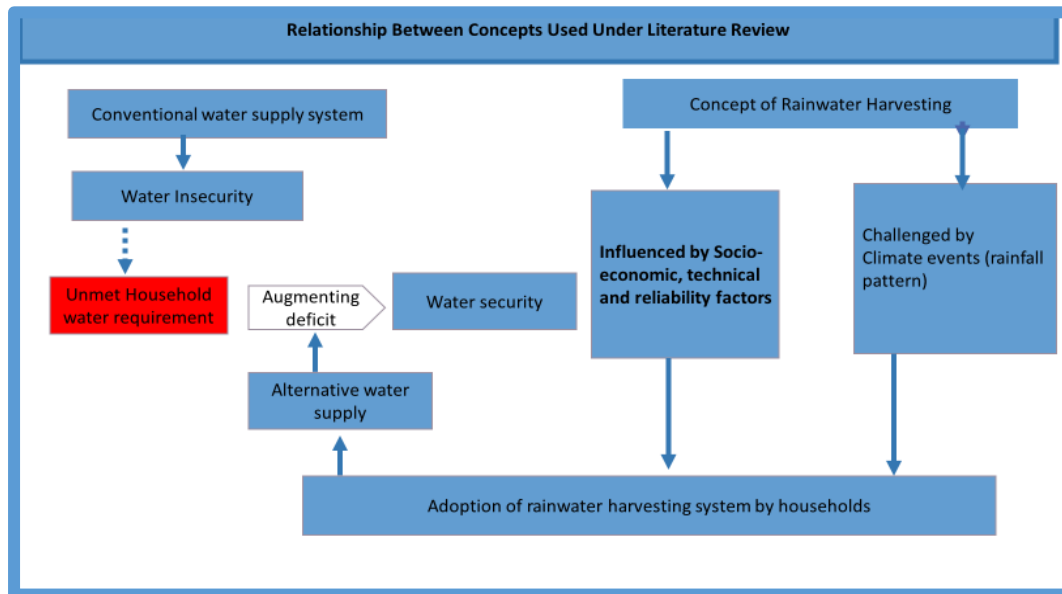 Relationship Between Concepts Used Under Literature Review
Conventional water supply system
Concept of Rainwater Harvesting
Water Insecurity
Influenced by Socio-
economic, technical
and reliability factors
Challenged by
Climate events (rainfall
pattern)
Unmet Household
water requirement
Augmenting
deficit
Water security
Alternative water
supply
Adoption of rainwater harvesting system by households